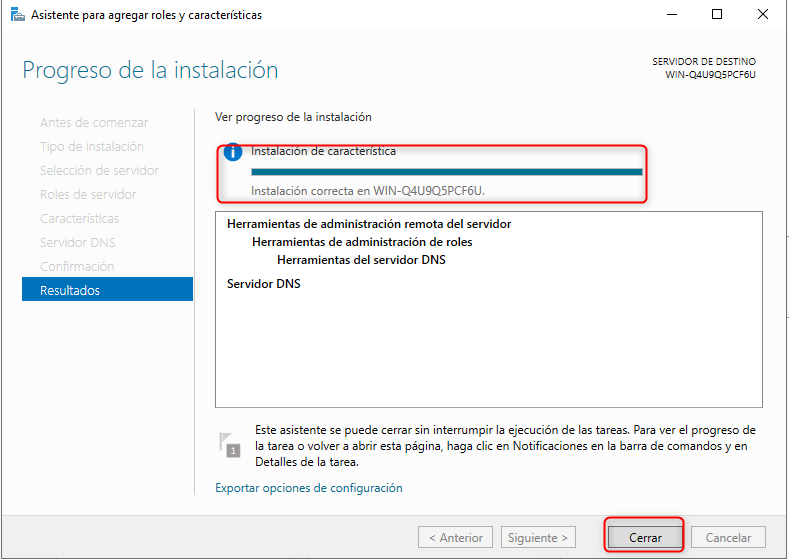 Asistente para agregar roles y características
Progreso de la instalación
SERVIDOR DE DESTINO
WIN-Q4U9Q5PCF6U
Antes de comenzar
Tipo de instalación
Selección de servidor
Roles de servidor
Características
Servidor DNS
Confirmación
Resultados
Ver progreso de la instalación
Instalación de característica
Instalación correcta en WIN-Q4U9Q5PCF6U.
Herramientas de administración remota del servidor
Herramientas de administración de roles
Herramientas del servidor DNS
Servidor DNS
1
Este asistente se puede cerrar sin interrumpir la ejecución de las tareas. Para ver el progreso de
la tarea o volver a abrir esta página, haga clic en Notificaciones en la barra de comandos y en
Detalles de la tarea.
Exportar opciones de configuración
< Anterior
Siguiente >
Cerrar
Cancelar